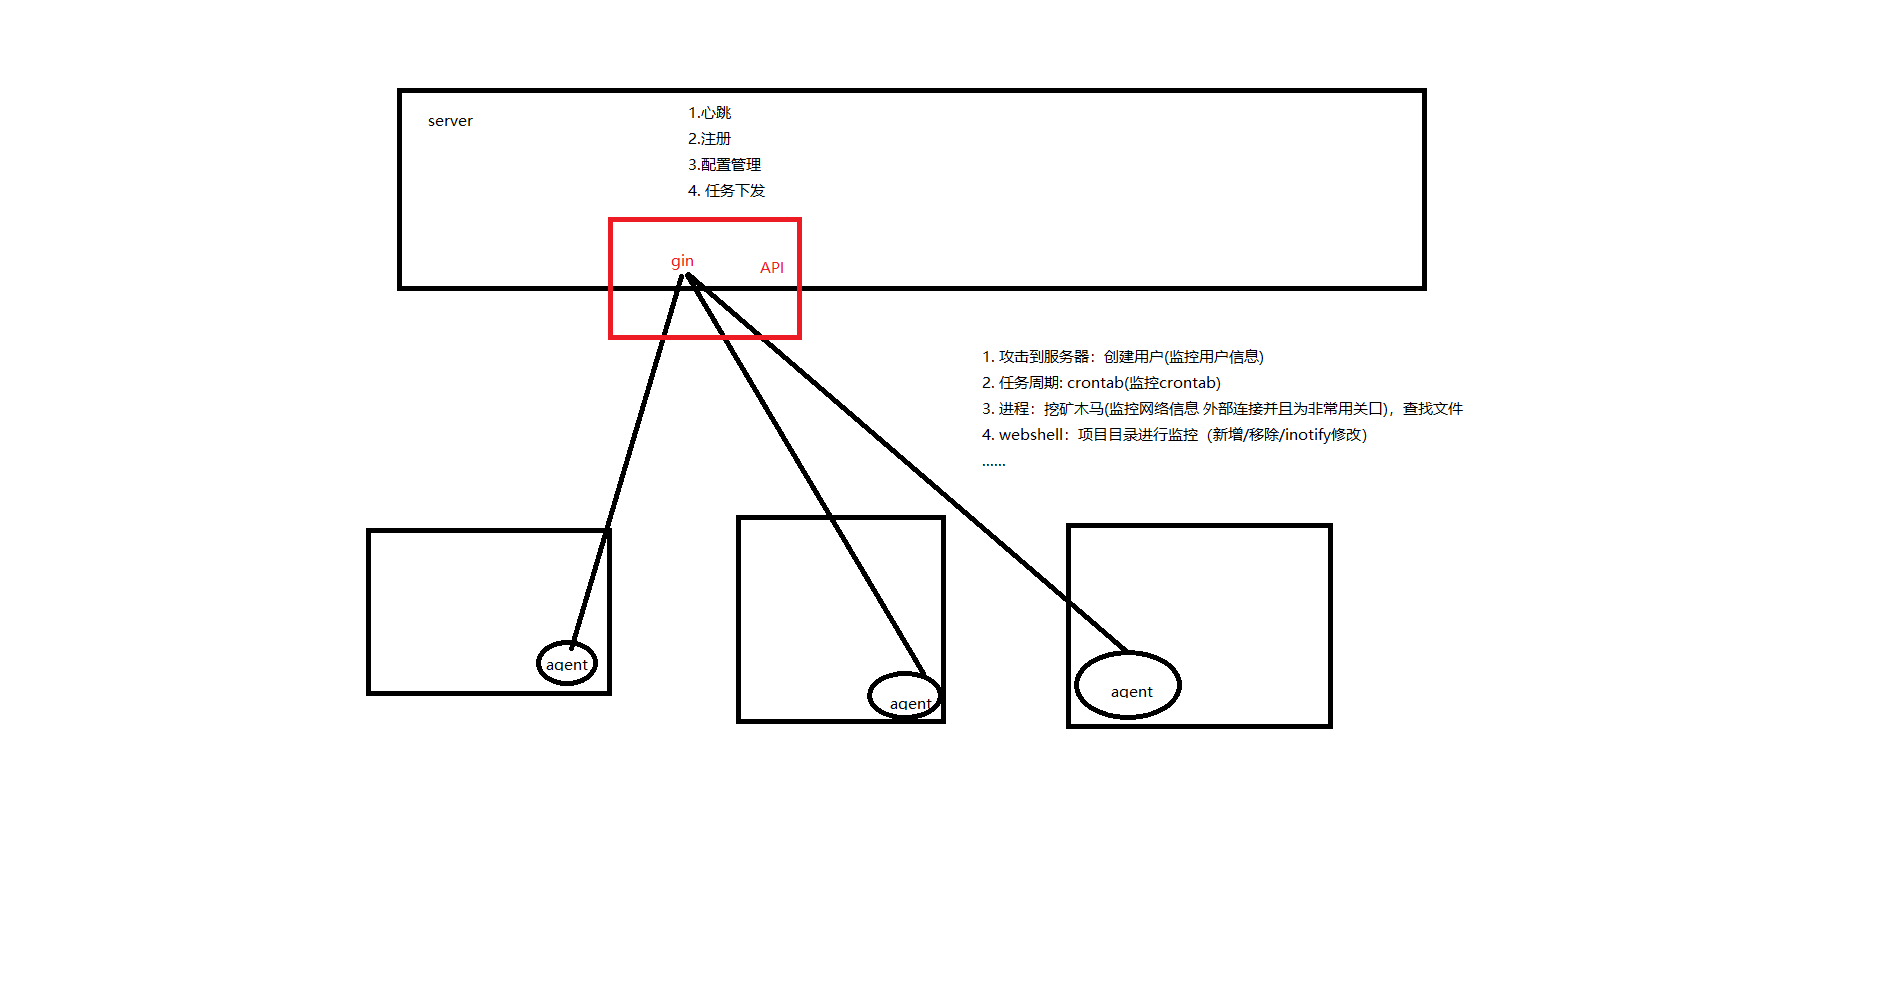 server
1.心跳
2.注册
3.配置管理
4. 任务下发
gin
API
1. 攻击到服务器：创建用户(监控用户信息)
2. 任务周期: crontab(监控crontab)
3. 进程：挖矿木马(监控网络信息 外部连接并且为非常用关口)，查找文件
4. webshell：项目目录进行监控（新增/移除/inotify修改）
......
agent
agent
agent